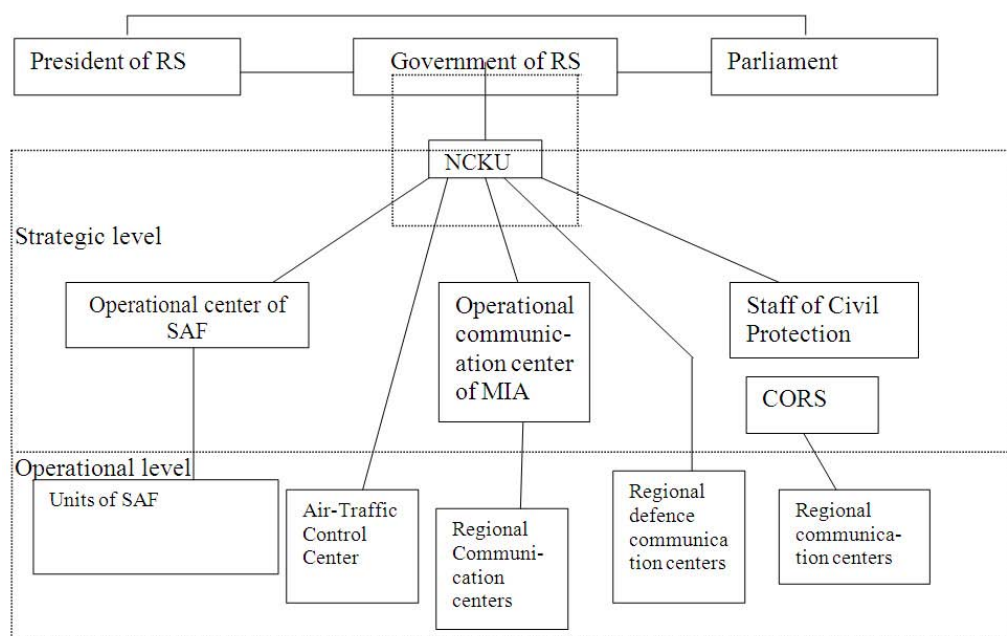 President of RS
Government of RS
Parliament
NCKU
Strategic level
Operational center of
SAF
Operational
communic-
ation center
of MIA
Staff of Civil
Protection
CORS
Operational level
Units of SAF
Air-Traffic
Control
Center
Regional
Communi-
cation
centers
Regional
defence
communica
tion centers
Regional
communica-
tion centers